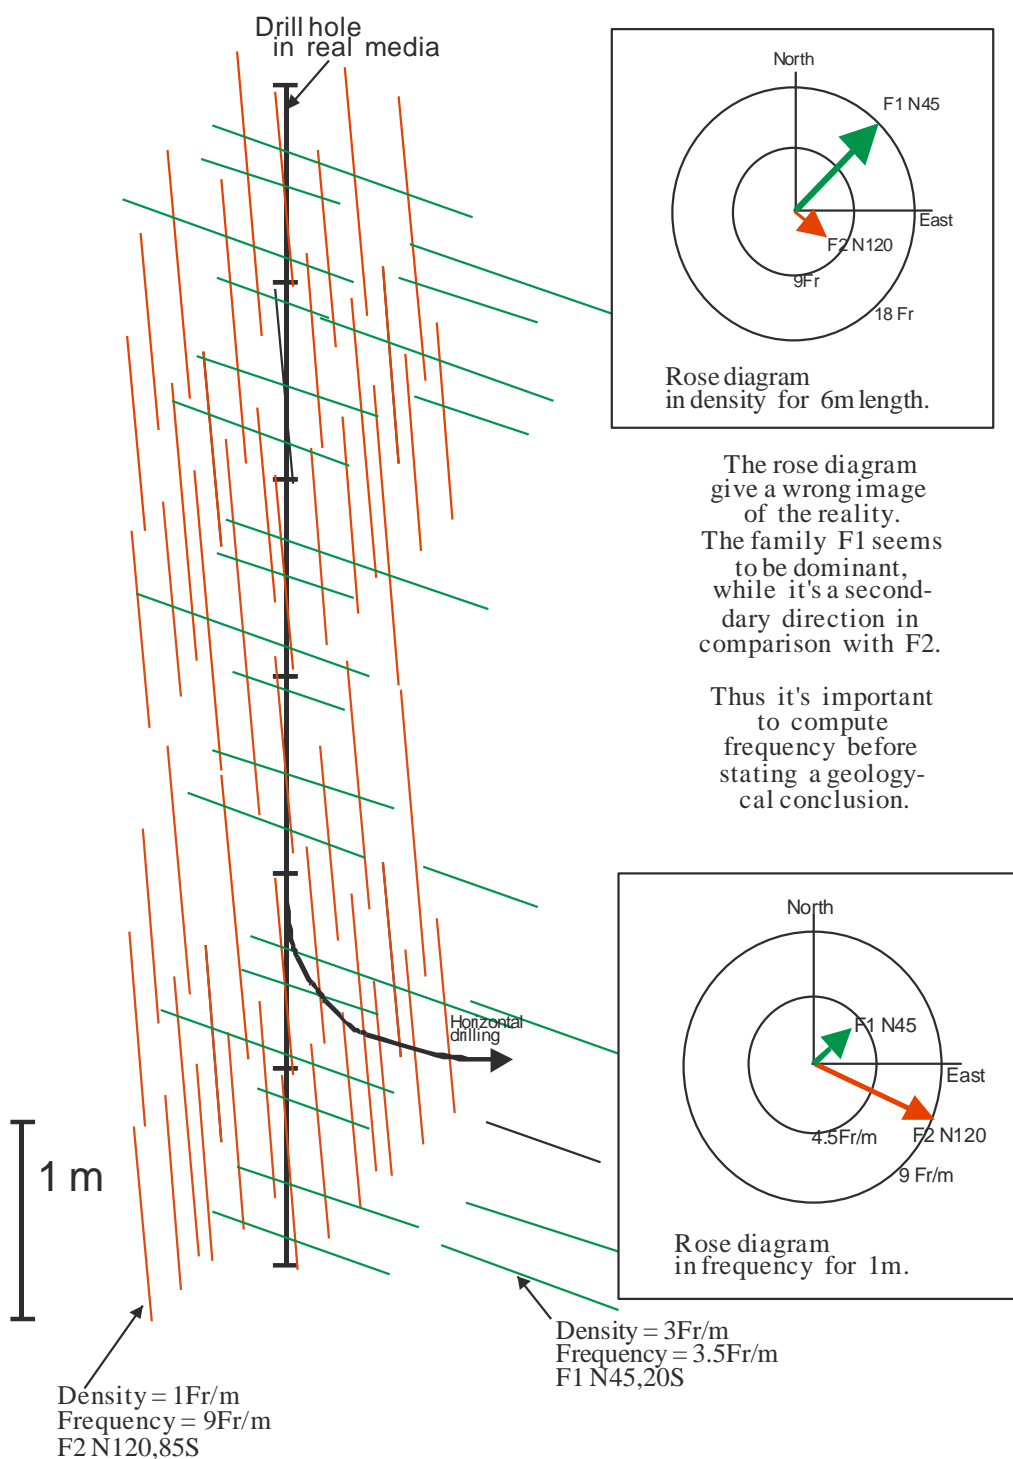 Drill hole
in real media
North
F1 N45
East
F2 N120
9Fr
18 Fr
Rose diagram
in density for 6m length.
The rose diagram
give a wrong image
of the reality.
The family F1 seems
to be dominant,
while it's a second-
dary direction in
comparison with F2.
Thus it's important
to compute
frequency before
stating a geology-
cal conclusion.
North
F1 N45
East
4.5Fr/m
F2 N120
9 Fr/m
Rose diagram
in frequency for 1m.
Horizontal
drilling
1 m
Density = 3Fr/m
Frequency = 3.5Fr/m
F1 N45,20S
Density = 1Fr/m
Frequency = 9Fr/m
F2 N120,85S